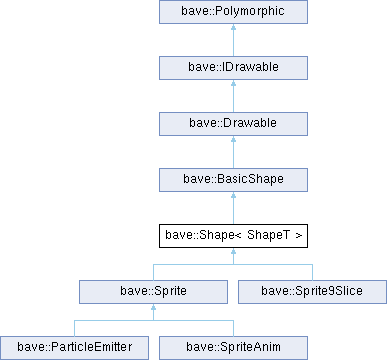 bave::Polymorphic
bave::IDrawable
bave::Drawable
bave::BasicShape
bave::Shape< ShapeT >
bave::Sprite
bave::Sprite9Slice
bave::ParticleEmitter
bave::SpriteAnim